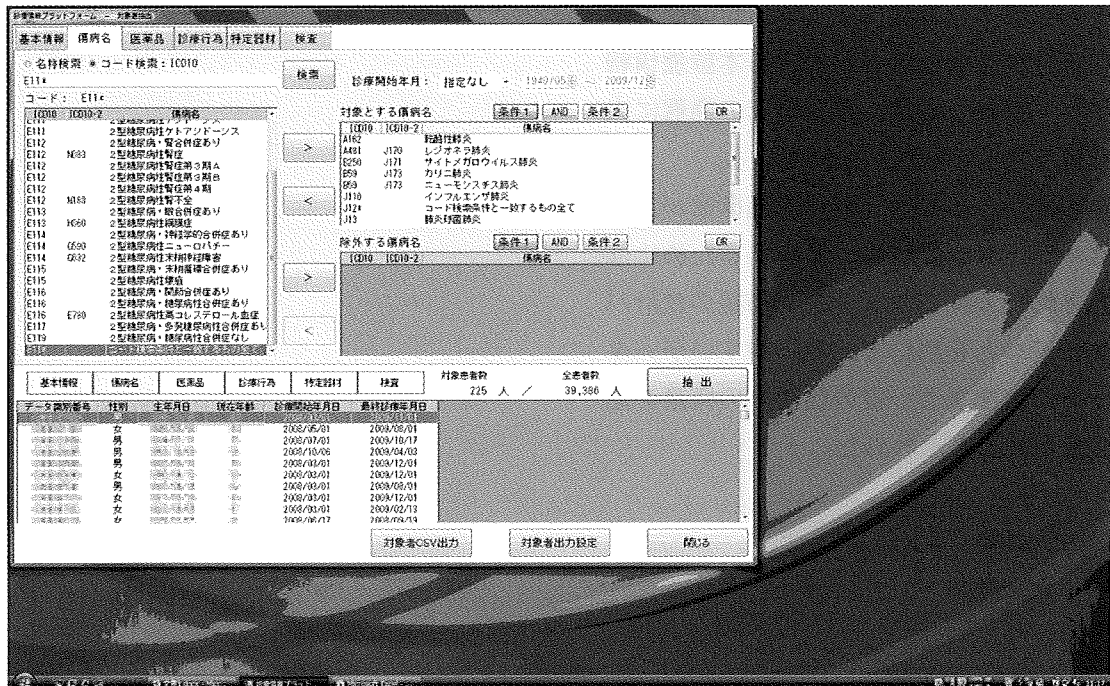 診療情報プラットフォーム - 対象者抽出
基本情報 傷病名 医薬品 診療行為 特定器材 検査
名称検索 コード検索：ICD10
E11*
検索
診療開始年月： 指定なし - 1949/05 ～ 2009/12
コード： E11*
ICD10 ICD10-2 傷病名
E111 2型糖尿病性ケトアシドーシス
E112 2型糖尿病・腎合併症あり
E112 N083 2型糖尿病性腎症
E112 2型糖尿病性腎症第3期A
E112 2型糖尿病性腎症第3期B
E112 2型糖尿病性腎症第4期
E112 N183 2型糖尿病性腎不全
E113 2型糖尿病・眼合併症あり
E113 H360 2型糖尿病性網膜症
E114 2型糖尿病・神経学的合併症あり
E114 G590 2型糖尿病性ニューロパチー
E114 G632 2型糖尿病性末梢神経障害
E115 2型糖尿病・末梢循環合併症あり
E115 2型糖尿病性壊疽
E116 2型糖尿病・関節合併症あり
E116 2型糖尿病・糖尿病性合併症あり
E116 E780 2型糖尿病性高コレステロール血症
E117 2型糖尿病・多発糖尿病性合併症あり
E119 2型糖尿病・糖尿病性合併症なし
>
<
>
<
対象とする傷病名 条件1 AND 条件2 OR
ICD10 ICD10-2 傷病名
A162 乾酪性肺炎
A481 J170 レジオネラ肺炎
B250 J171 サイトメガロウイルス肺炎
B59 J173 カリニ肺炎
B59 J173 ニューモシスチス肺炎
J110 インフルエンザ肺炎
J12* コード検索条件と一致するもの全て
J13 肺炎球菌肺炎
除外する傷病名 条件1 AND 条件2 OR
ICD10 ICD10-2 傷病名
基本情報 傷病名 医薬品 診療行為 特定器材 検査
対象患者数 全患者数
225 人 ／ 39,386 人
抽出
データ識別番号 性別 生年月日 現在年齢 診療開始年月日 最終診療年月日
女 2008/05/01 2009/08/01
男 2008/07/01 2009/10/17
男 2008/10/06 2009/04/03
男 2008/03/01 2009/12/01
女 2008/03/01 2009/12/01
男 2008/03/01 2009/08/01
女 2008/03/01 2009/12/01
女 2008/03/01 2009/02/13
女 2008/06/17 2008/09/19
対象者CSV出力 対象者出力設定 閉じる